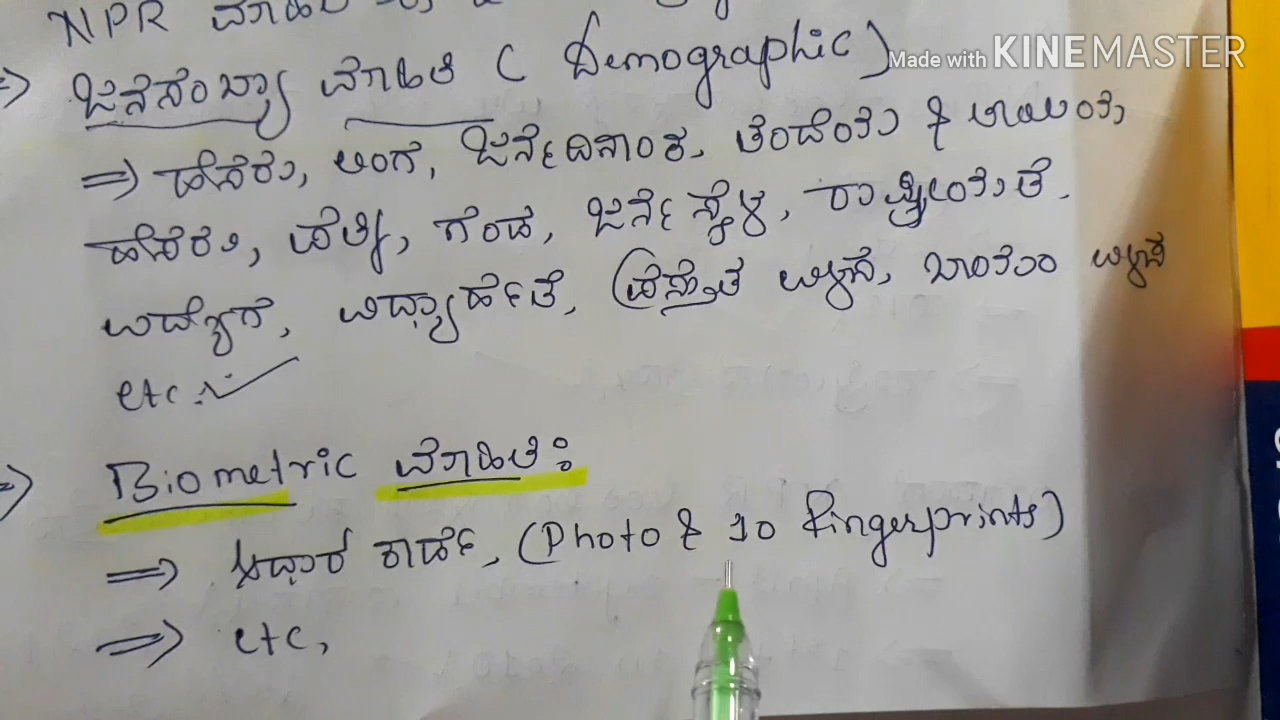 NPR ಮಾಹಿತಿ
Made with KINEMASTER
⇒ ಜನಸಂಖ್ಯಾ ಮಾಹಿತಿ ( Demographic )
⇒ ಹೆಸರು, ಲಿಂಗ, ಜನ್ಮದಿನಾಂಕ, ತಂದೆಯ & ತಾಯಿಯ
ಹೆಸರು, ಪತ್ನಿ, ಗಂಡ, ಜನ್ಮ ಸ್ಥಳ, ರಾಷ್ಟ್ರೀಯತೆ.
ಉದ್ಯೋಗ, ವಿದ್ಯಾರ್ಹತೆ, (ಪ್ರಸ್ತುತ ವಿಳಾಸ, ಖಾಯಂ ವಿಳಾಸ
etc.
⇒ Biometric ಮಾಹಿತಿ :
⇒ ಆಧಾರ ಕಾರ್ಡ, (Photo & 10 fingerprints)
⇒ etc,